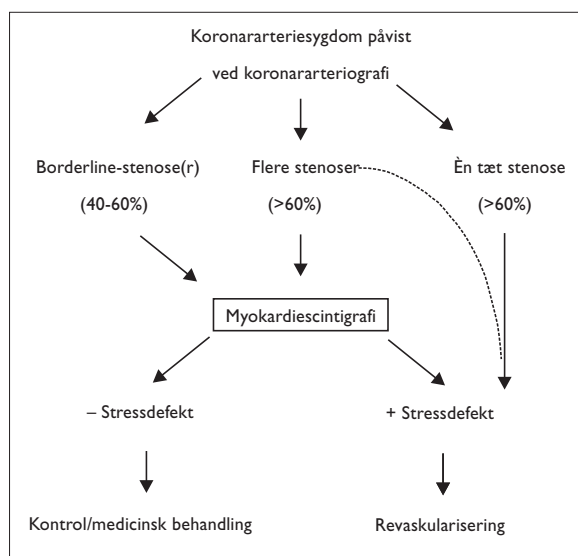 Koronararteriesygdom påvist
ved koronararteriografi
Borderline-stenose(r)
(40-60%)
Flere stenoser
(>60%)
Èn tæt stenose
(>60%)
Myokardiescintigrafi
– Stressdefekt
+ Stressdefekt
Kontrol/medicinsk behandling
Revaskularisering